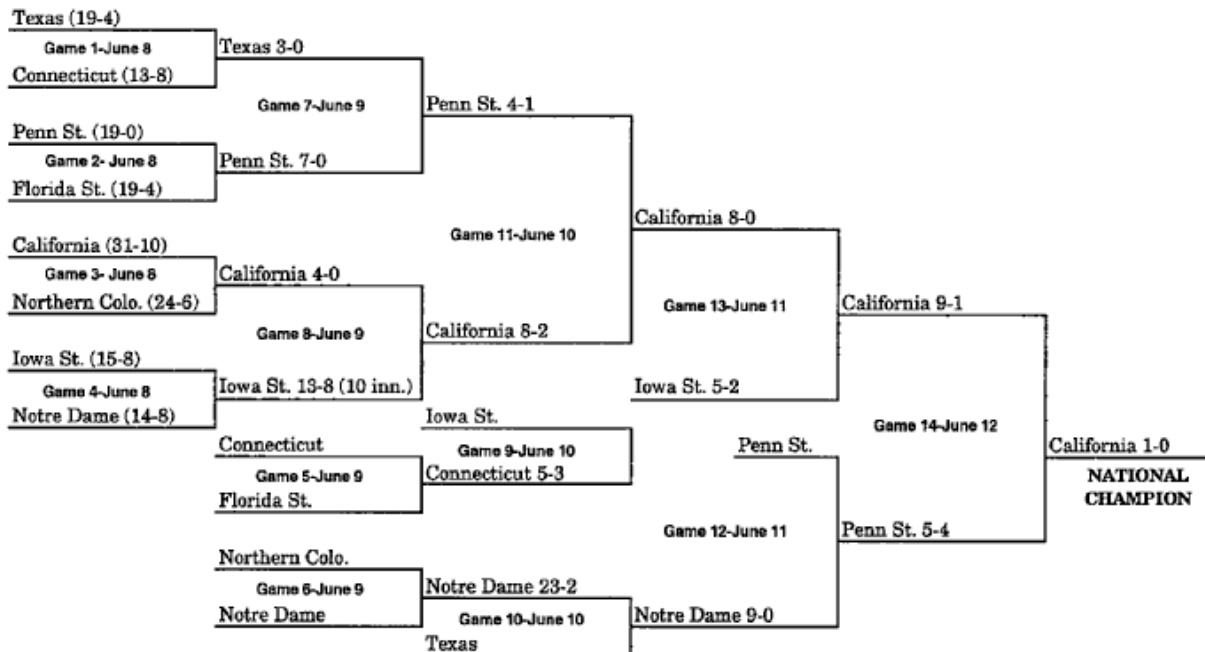 Texas (19-4)
Game 1-June 8
Texas 3-0
Connecticut (13-8)
Game 7-June 9
Penn St. 4-1
Penn St. (19-0)
Game 2- June 8
Penn St. 7-0
Florida St. (19-4)
California 8-0
Game 11-June 10
California (31-10)
Game 3- June 8
California 4-0
Northern Colo. (24-6)
Game 13-June 11
California 9-1
Game 8-June 9
California 8-2
Iowa St. (15-8)
Game 4-June 8
Iowa St. 13-8 (10 inn.)
Iowa St. 5-2
Notre Dame (14-8)
Iowa St.
Game 14-June 12
Connecticut
Game 9-June 10
Penn St.
California 1-0
Game 5-June 9
Connecticut 5-3
NATIONAL
CHAMPION
Florida St.
Game 12-June 11
Penn St. 5-4
Northern Colo.
Game 6-June 9
Notre Dame 23-2
Notre Dame
Game 10-June 10
Notre Dame 9-0
Texas